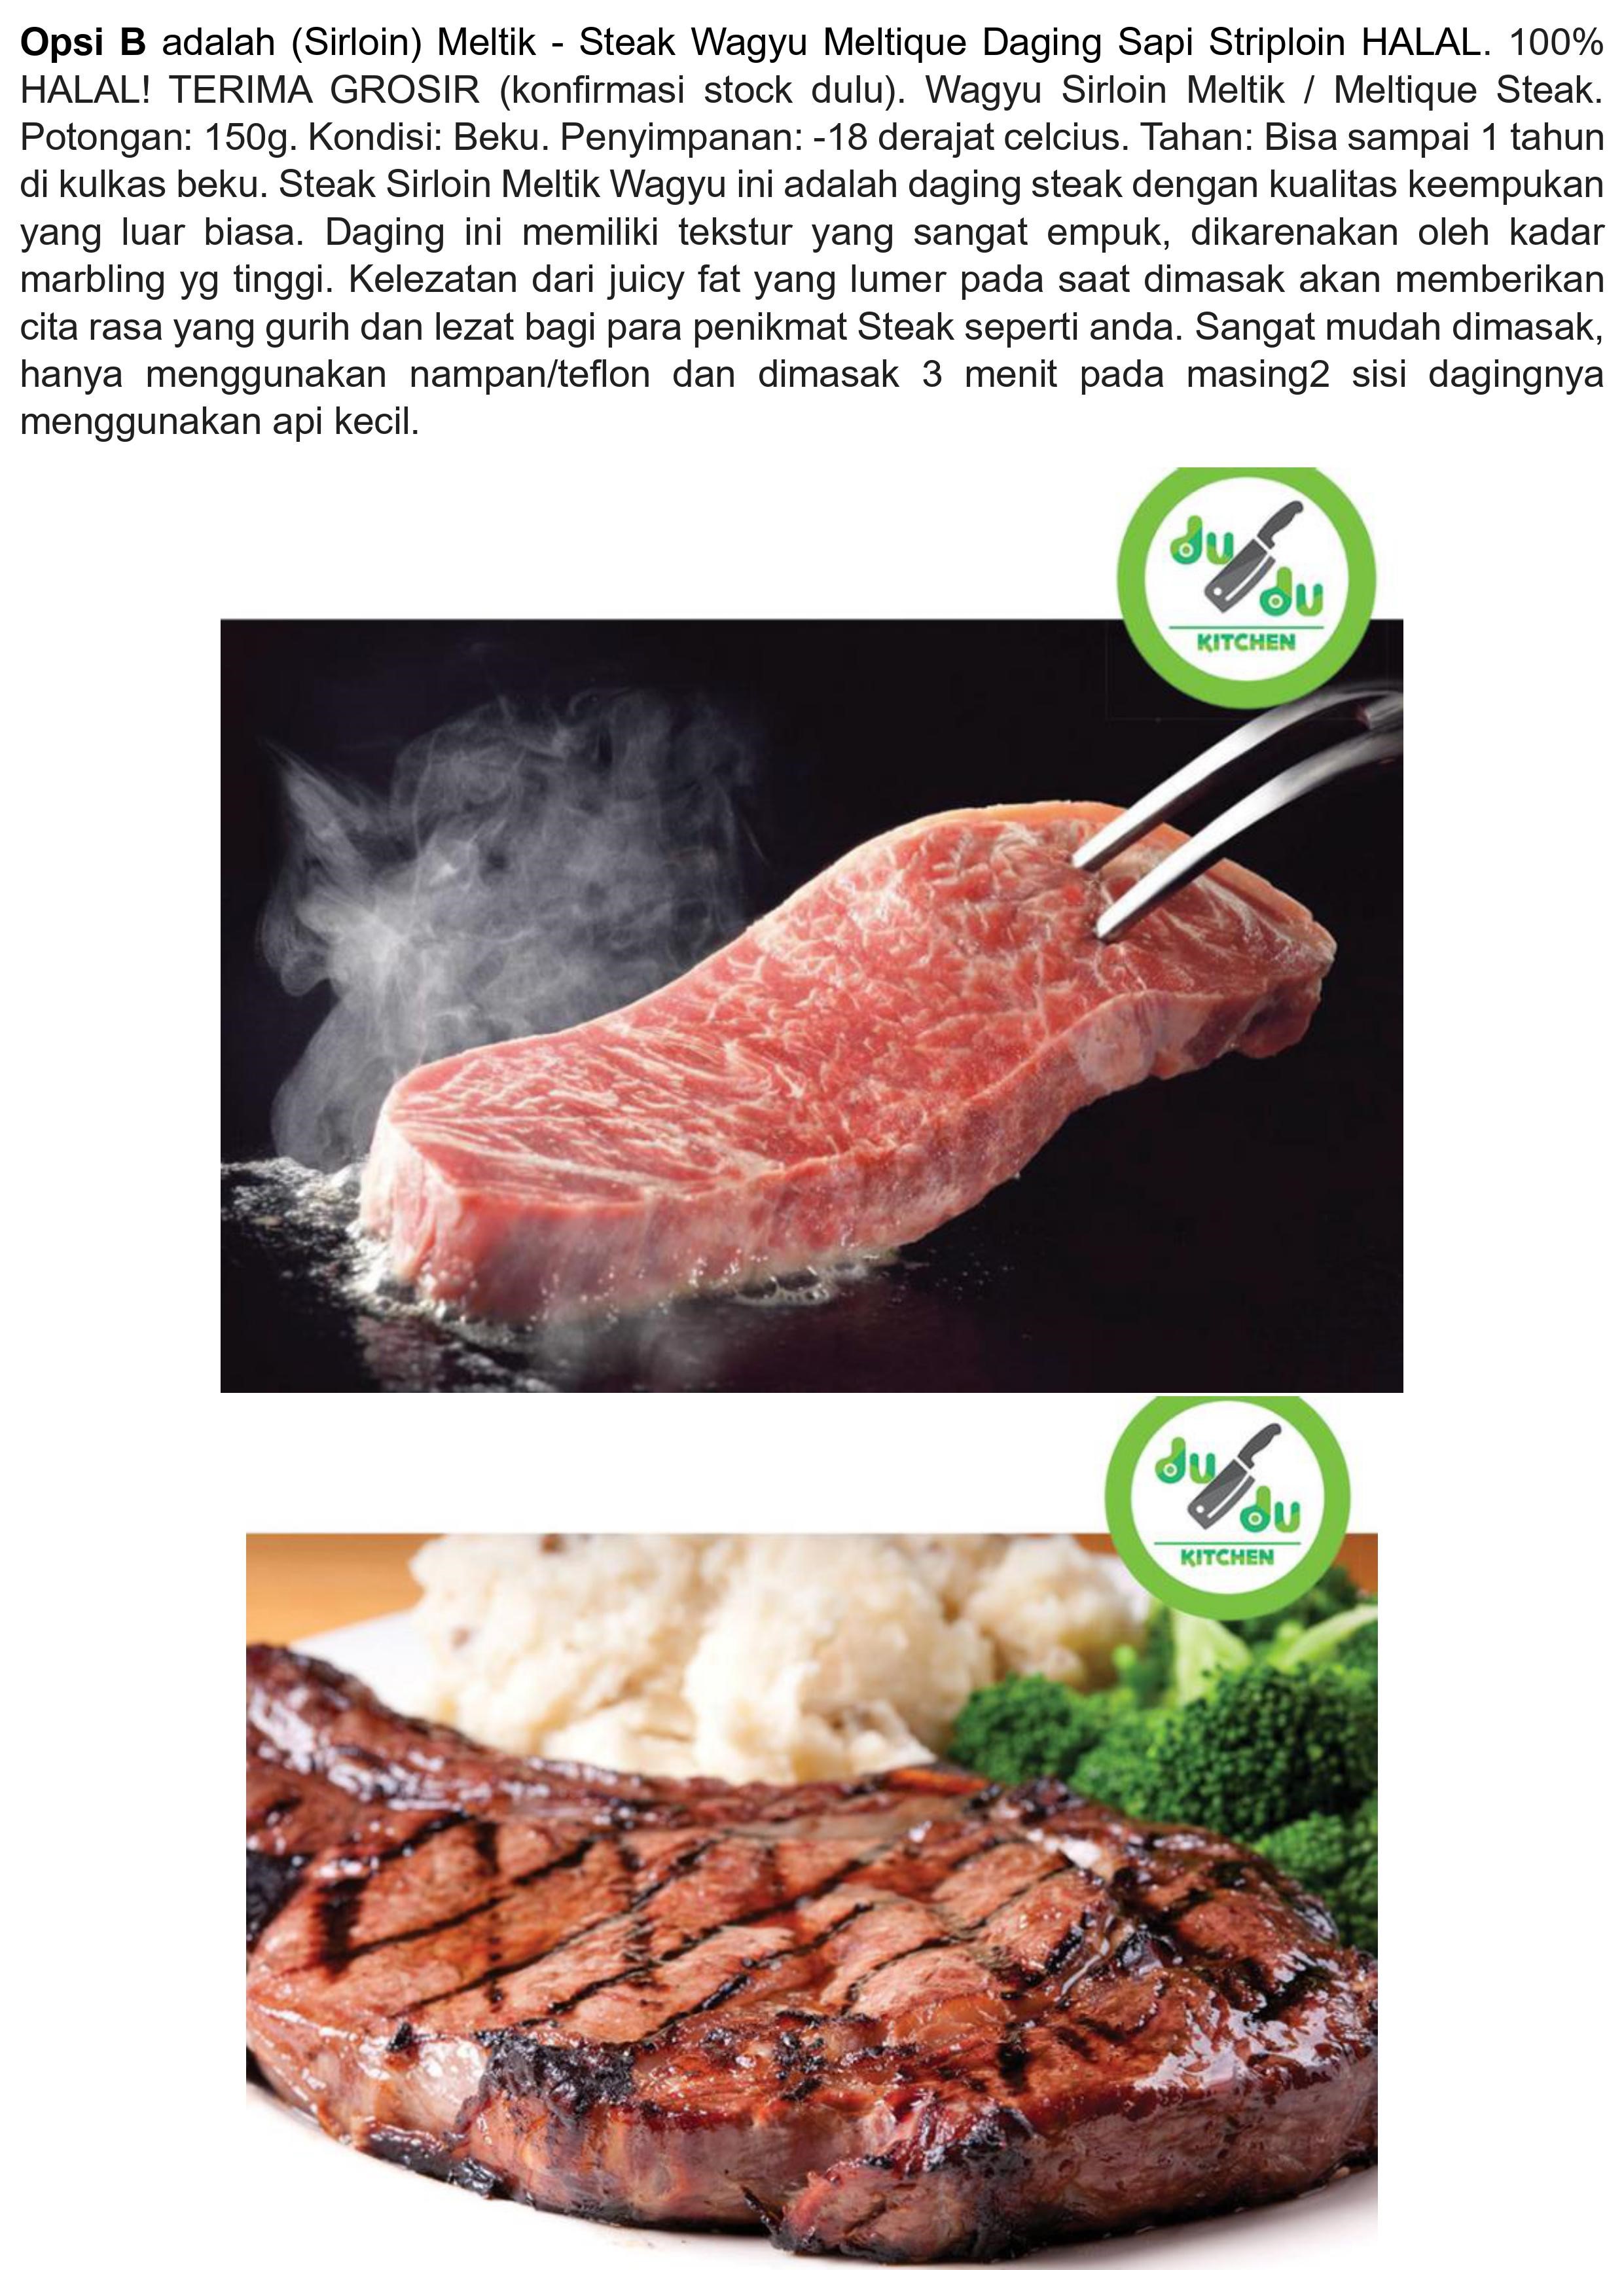 Opsi B adalah (Sirloin) Meltik - Steak Wagyu Meltique Daging Sapi Striploin HALAL. 100%
HALAL! TERIMA GROSIR (konfirmasi stock dulu). Wagyu Sirloin Meltik / Meltique Steak.
Potongan: 150g. Kondisi: Beku. Penyimpanan: -18 derajat celcius. Tahan: Bisa sampai 1 tahun
di kulkas beku. Steak Sirloin Meltik Wagyu ini adalah daging steak dengan kualitas keempukan
yang luar biasa. Daging ini memiliki tekstur yang sangat empuk, dikarenakan oleh kadar
marbling yg tinggi. Kelezatan dari juicy fat yang lumer pada saat dimasak akan memberikan
cita rasa yang gurih dan lezat bagi para penikmat Steak seperti anda. Sangat mudah dimasak,
hanya menggunakan nampan/teflon dan dimasak 3 menit pada masing2 sisi dagingnya
menggunakan api kecil.
du
du
KITCHEN
du
du
KITCHEN